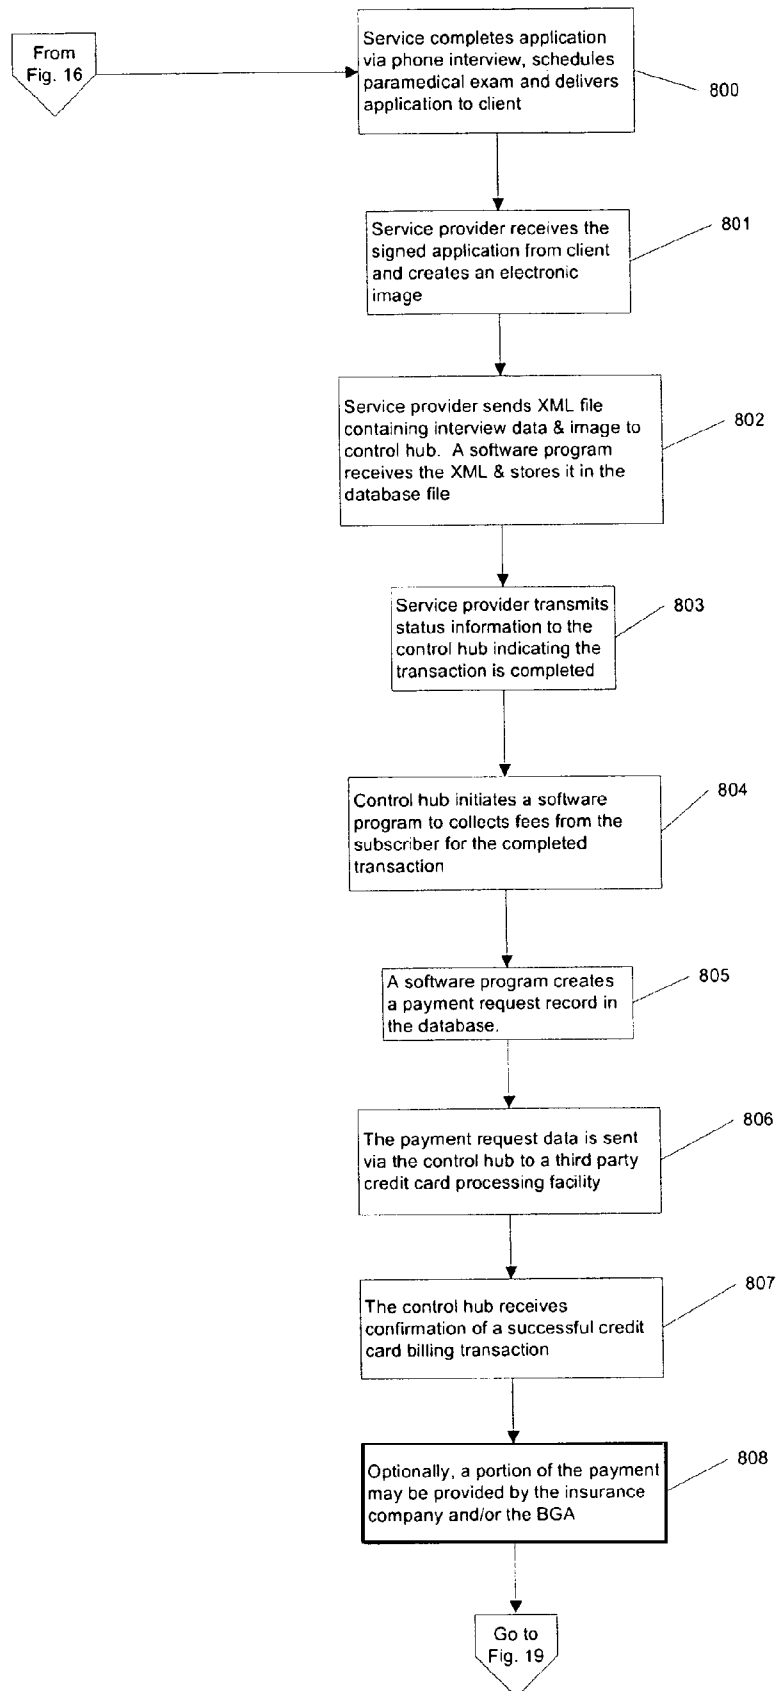 From
Fig. 16
Service completes application
via phone interview, schedules
paramedical exam and delivers
application to client
800
Service provider receives the
signed application from client
and creates an electronic
image
801
Service provider sends XML file
containing interview data & image to
control hub. A software program
receives the XML & stores it in the
database file
802
Service provider transmits
status information to the
control hub indicating the
transaction is completed
803
Control hub initiates a software
program to collects fees from the
subscriber for the completed
transaction
804
A software program creates
a payment request record in
the database.
805
The payment request data is sent
via the control hub to a third party
credit card processing facility
806
The control hub receives
confirmation of a successful credit
card billing transaction
807
Optionally, a portion of the payment
may be provided by the insurance
company and/or the BGA
808
Go to
Fig. 19